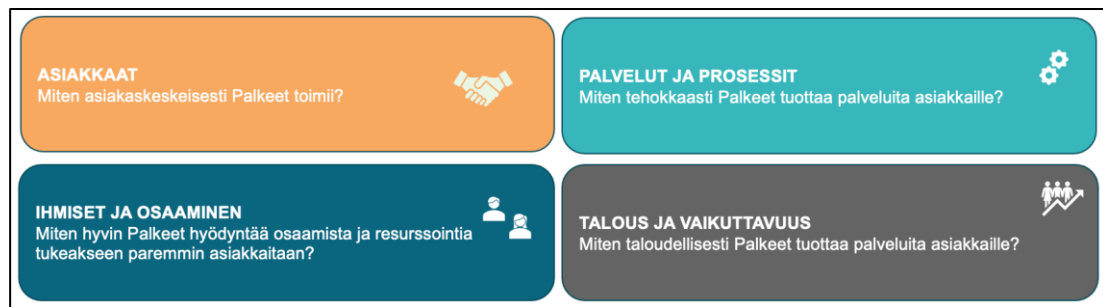 ASIAKKAAT
Miten asiakaskeskeisesti Palkeet toimii?
PALVELUT JA PROSESSIT
Miten tehokkaasti Palkeet tuottaa palveluita asiakkaille?
IHMISET JA OSAAMINEN
Miten hyvin Palkeet hyödyntää osaamista ja resurssointia
tukeakseen paremmin asiakkaitaan?
TALOUS JA VAIKUTTAVUUS
Miten taloudellisesti Palkeet tuottaa palveluita asiakkaille?